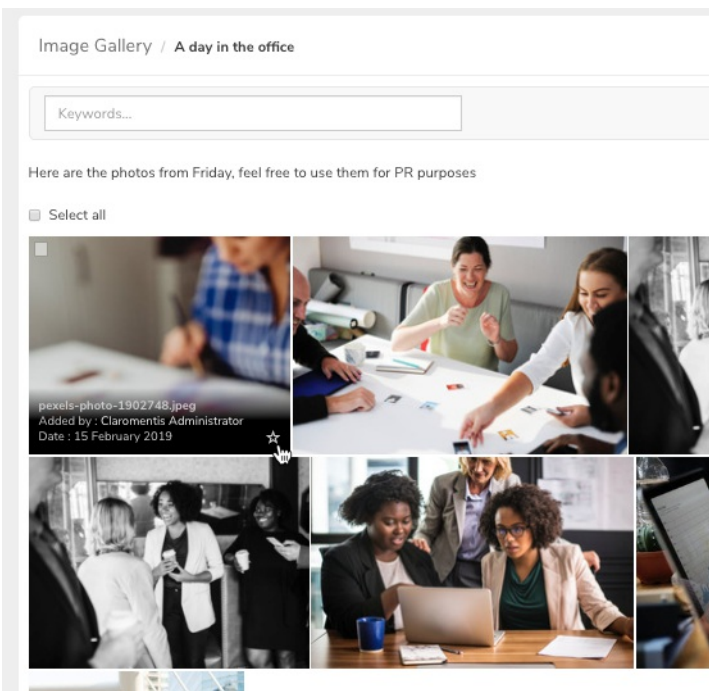 Image Gallery / A day in the office
Keywords...
Here are the photos from Friday, feel free to use them for PR purposes
Select all
pexels-photo-1902748.jpeg
Added by : Claromentis Administrator
Date : 15 February 2019